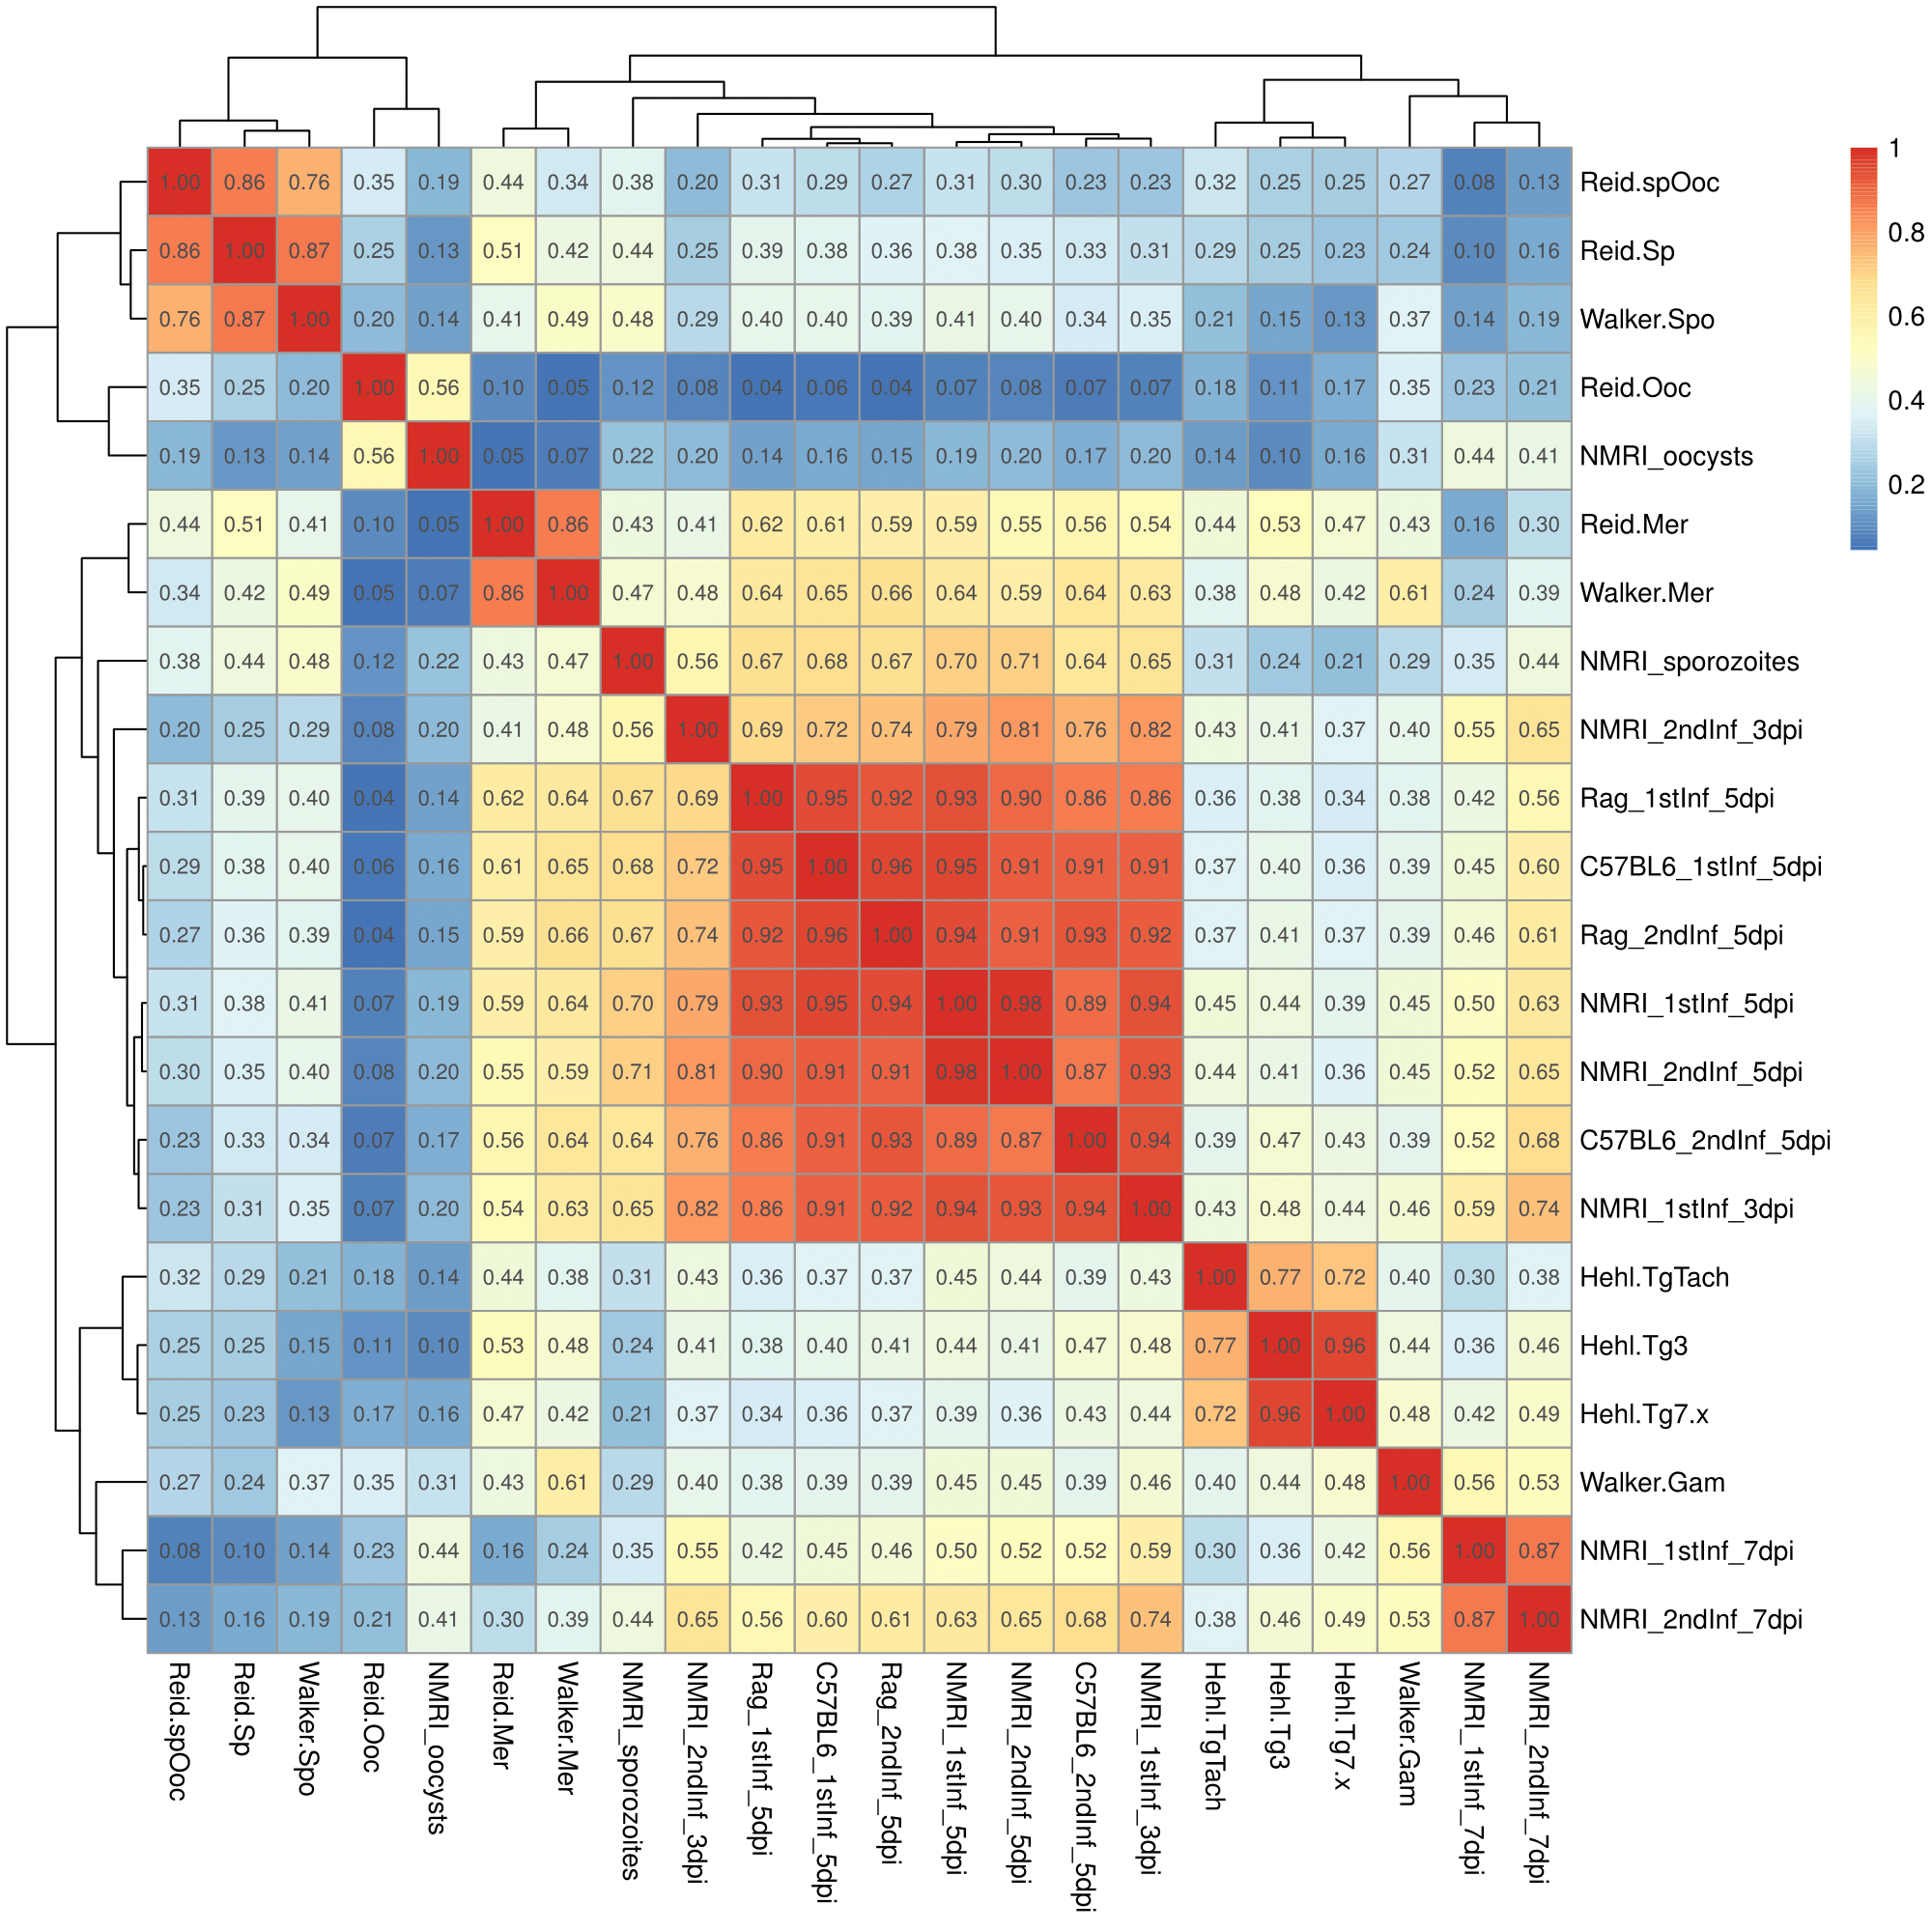 1.00 0.86 0.76 0.35 0.19 0.44 0.34 0.38 0.20 0.31 0.29 0.27 0.31 0.30 0.23 0.23 0.32 0.25 0.25 0.27 0.08 0.13 Reid.spOoc
0.86 1.00 0.87 0.25 0.13 0.51 0.42 0.44 0.25 0.39 0.38 0.36 0.38 0.35 0.33 0.31 0.29 0.25 0.23 0.24 0.10 0.16 Reid.Sp
0.76 0.87 1.00 0.20 0.14 0.41 0.49 0.48 0.29 0.40 0.40 0.39 0.41 0.40 0.34 0.35 0.21 0.15 0.13 0.37 0.14 0.19 Walker.Spo
0.35 0.25 0.20 1.00 0.56 0.10 0.05 0.12 0.08 0.04 0.06 0.04 0.07 0.08 0.07 0.07 0.18 0.11 0.17 0.35 0.23 0.21 Reid.Ooc
0.19 0.13 0.14 0.56 1.00 0.05 0.07 0.22 0.20 0.14 0.16 0.15 0.19 0.20 0.17 0.20 0.14 0.10 0.16 0.31 0.44 0.41 NMRI_oocysts
0.44 0.51 0.41 0.10 0.05 1.00 0.86 0.43 0.41 0.62 0.61 0.59 0.59 0.55 0.56 0.54 0.44 0.53 0.47 0.43 0.16 0.30 Reid.Mer
0.34 0.42 0.49 0.05 0.07 0.86 1.00 0.47 0.48 0.64 0.65 0.66 0.64 0.59 0.64 0.63 0.38 0.48 0.42 0.61 0.24 0.39 Walker.Mer
0.38 0.44 0.48 0.12 0.22 0.43 0.47 1.00 0.56 0.67 0.68 0.67 0.70 0.71 0.64 0.65 0.31 0.24 0.21 0.29 0.35 0.44 NMRI_sporozoites
0.20 0.25 0.29 0.08 0.20 0.41 0.48 0.56 1.00 0.69 0.72 0.74 0.79 0.81 0.76 0.82 0.43 0.41 0.37 0.40 0.55 0.65 NMRI_2ndInf_3dpi
0.31 0.39 0.40 0.04 0.14 0.62 0.64 0.67 0.69 1.00 0.95 0.92 0.93 0.90 0.86 0.86 0.36 0.38 0.34 0.38 0.42 0.56 Rag_1stInf_5dpi
0.29 0.38 0.40 0.06 0.16 0.61 0.65 0.68 0.72 0.95 1.00 0.96 0.95 0.91 0.91 0.91 0.37 0.40 0.36 0.39 0.45 0.60 C57BL6_1stInf_5dpi
0.27 0.36 0.39 0.04 0.15 0.59 0.66 0.67 0.74 0.92 0.96 1.00 0.94 0.91 0.93 0.92 0.37 0.41 0.37 0.39 0.46 0.61 Rag_2ndInf_5dpi
0.31 0.38 0.41 0.07 0.19 0.59 0.64 0.70 0.79 0.93 0.95 0.94 1.00 0.98 0.89 0.94 0.45 0.44 0.39 0.45 0.50 0.63 NMRI_1stInf_5dpi
0.30 0.35 0.40 0.08 0.20 0.55 0.59 0.71 0.81 0.90 0.91 0.91 0.98 1.00 0.87 0.93 0.44 0.41 0.36 0.45 0.52 0.65 NMRI_2ndInf_5dpi
0.23 0.33 0.34 0.07 0.17 0.56 0.64 0.64 0.76 0.86 0.91 0.93 0.89 0.87 1.00 0.94 0.39 0.47 0.43 0.39 0.52 0.68 C57BL6_2ndInf_5dpi
0.23 0.31 0.35 0.07 0.20 0.54 0.63 0.65 0.82 0.86 0.91 0.92 0.94 0.93 0.94 1.00 0.43 0.48 0.44 0.46 0.59 0.74 NMRI_1stInf_3dpi
0.32 0.29 0.21 0.18 0.14 0.44 0.38 0.31 0.43 0.36 0.37 0.37 0.45 0.44 0.39 0.43 1.00 0.77 0.72 0.40 0.30 0.38 Hehl.TgTach
0.25 0.25 0.15 0.11 0.10 0.53 0.48 0.24 0.41 0.38 0.40 0.41 0.44 0.41 0.47 0.48 0.77 1.00 0.96 0.44 0.36 0.46 Hehl.Tg3
0.25 0.23 0.13 0.17 0.16 0.47 0.42 0.21 0.37 0.34 0.36 0.37 0.39 0.36 0.43 0.44 0.72 0.96 1.00 0.48 0.42 0.49 Hehl.Tg7.x
0.27 0.24 0.37 0.35 0.31 0.43 0.61 0.29 0.40 0.38 0.39 0.39 0.45 0.45 0.39 0.46 0.40 0.44 0.48 1.00 0.56 0.53 Walker.Gam
0.08 0.10 0.14 0.23 0.44 0.16 0.24 0.35 0.55 0.42 0.45 0.46 0.50 0.52 0.52 0.59 0.30 0.36 0.42 0.56 1.00 0.87 NMRI_1stInf_7dpi
0.13 0.16 0.19 0.21 0.41 0.30 0.39 0.44 0.65 0.56 0.60 0.61 0.63 0.65 0.68 0.74 0.38 0.46 0.49 0.53 0.87 1.00 NMRI_2ndInf_7dpi
Reid.spOoc
Reid.Sp
Walker.Spo
Reid.Ooc
NMRI_oocysts
Reid.Mer
Walker.Mer
NMRI_sporozoites
NMRI_2ndInf_3dpi
Rag_1stInf_5dpi
C57BL6_1stInf_5dpi
Rag_2ndInf_5dpi
NMRI_1stInf_5dpi
NMRI_2ndInf_5dpi
C57BL6_2ndInf_5dpi
NMRI_1stInf_3dpi
Hehl.TgTach
Hehl.Tg3
Hehl.Tg7.x
Walker.Gam
NMRI_1stInf_7dpi
NMRI_2ndInf_7dpi
1
0.8
0.6
0.4
0.2